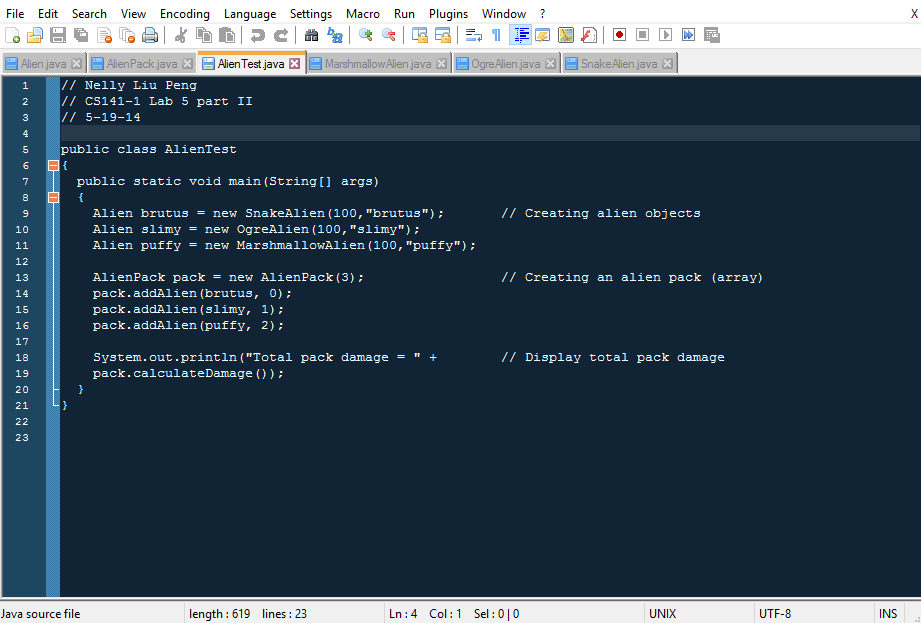 File Edit Search View Encoding Language Settings Macro Run Plugins Window ? X
Alien.java AlienPack.java AlienTest.java MarshmallowAlien.java OgreAlien.java SnakeAlien.java
1 // Nelly Liu Peng
2 // CS141-1 Lab 5 part II
3 // 5-19-14
4
5 public class AlienTest
6 {
7 public static void main(String[] args)
8 {
9 Alien brutus = new SnakeAlien(100,"brutus"); // Creating alien objects
10 Alien slimy = new OgreAlien(100,"slimy");
11 Alien puffy = new MarshmallowAlien(100,"puffy");
12
13 AlienPack pack = new AlienPack(3); // Creating an alien pack (array)
14 pack.addAlien(brutus, 0);
15 pack.addAlien(slimy, 1);
16 pack.addAlien(puffy, 2);
17
18 System.out.println("Total pack damage = " + // Display total pack damage
19 pack.calculateDamage());
20 }
21 }
22
23
Java source file length : 619 lines : 23 Ln : 4 Col : 1 Sel : 0 | 0 UNIX UTF-8 INS